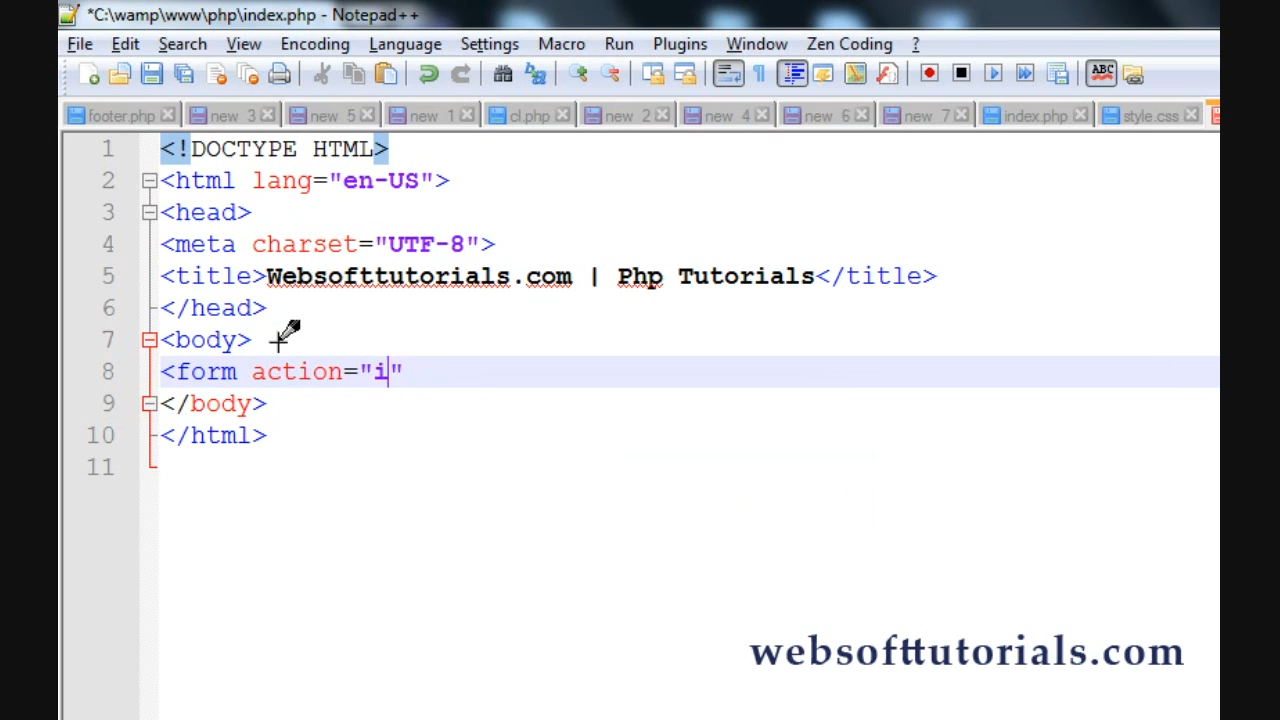 *C:\wamp\www\php\index.php - Notepad++
File Edit Search View Encoding Language Settings Macro Run Plugins Window Zen Coding ?
ABC
footer.php new 3 new 5 new 1 cl.php new 2 new 4 new 6 new 7 index.php style.css
1 <!DOCTYPE HTML>
2 <html lang="en-US">
3 <head>
4 <meta charset="UTF-8">
5 <title>Websofttutorials.com | Php Tutorials</title>
6 </head>
7 <body>
8 <form action="i"
9 </body>
10 </html>
11
websofttutorials.com